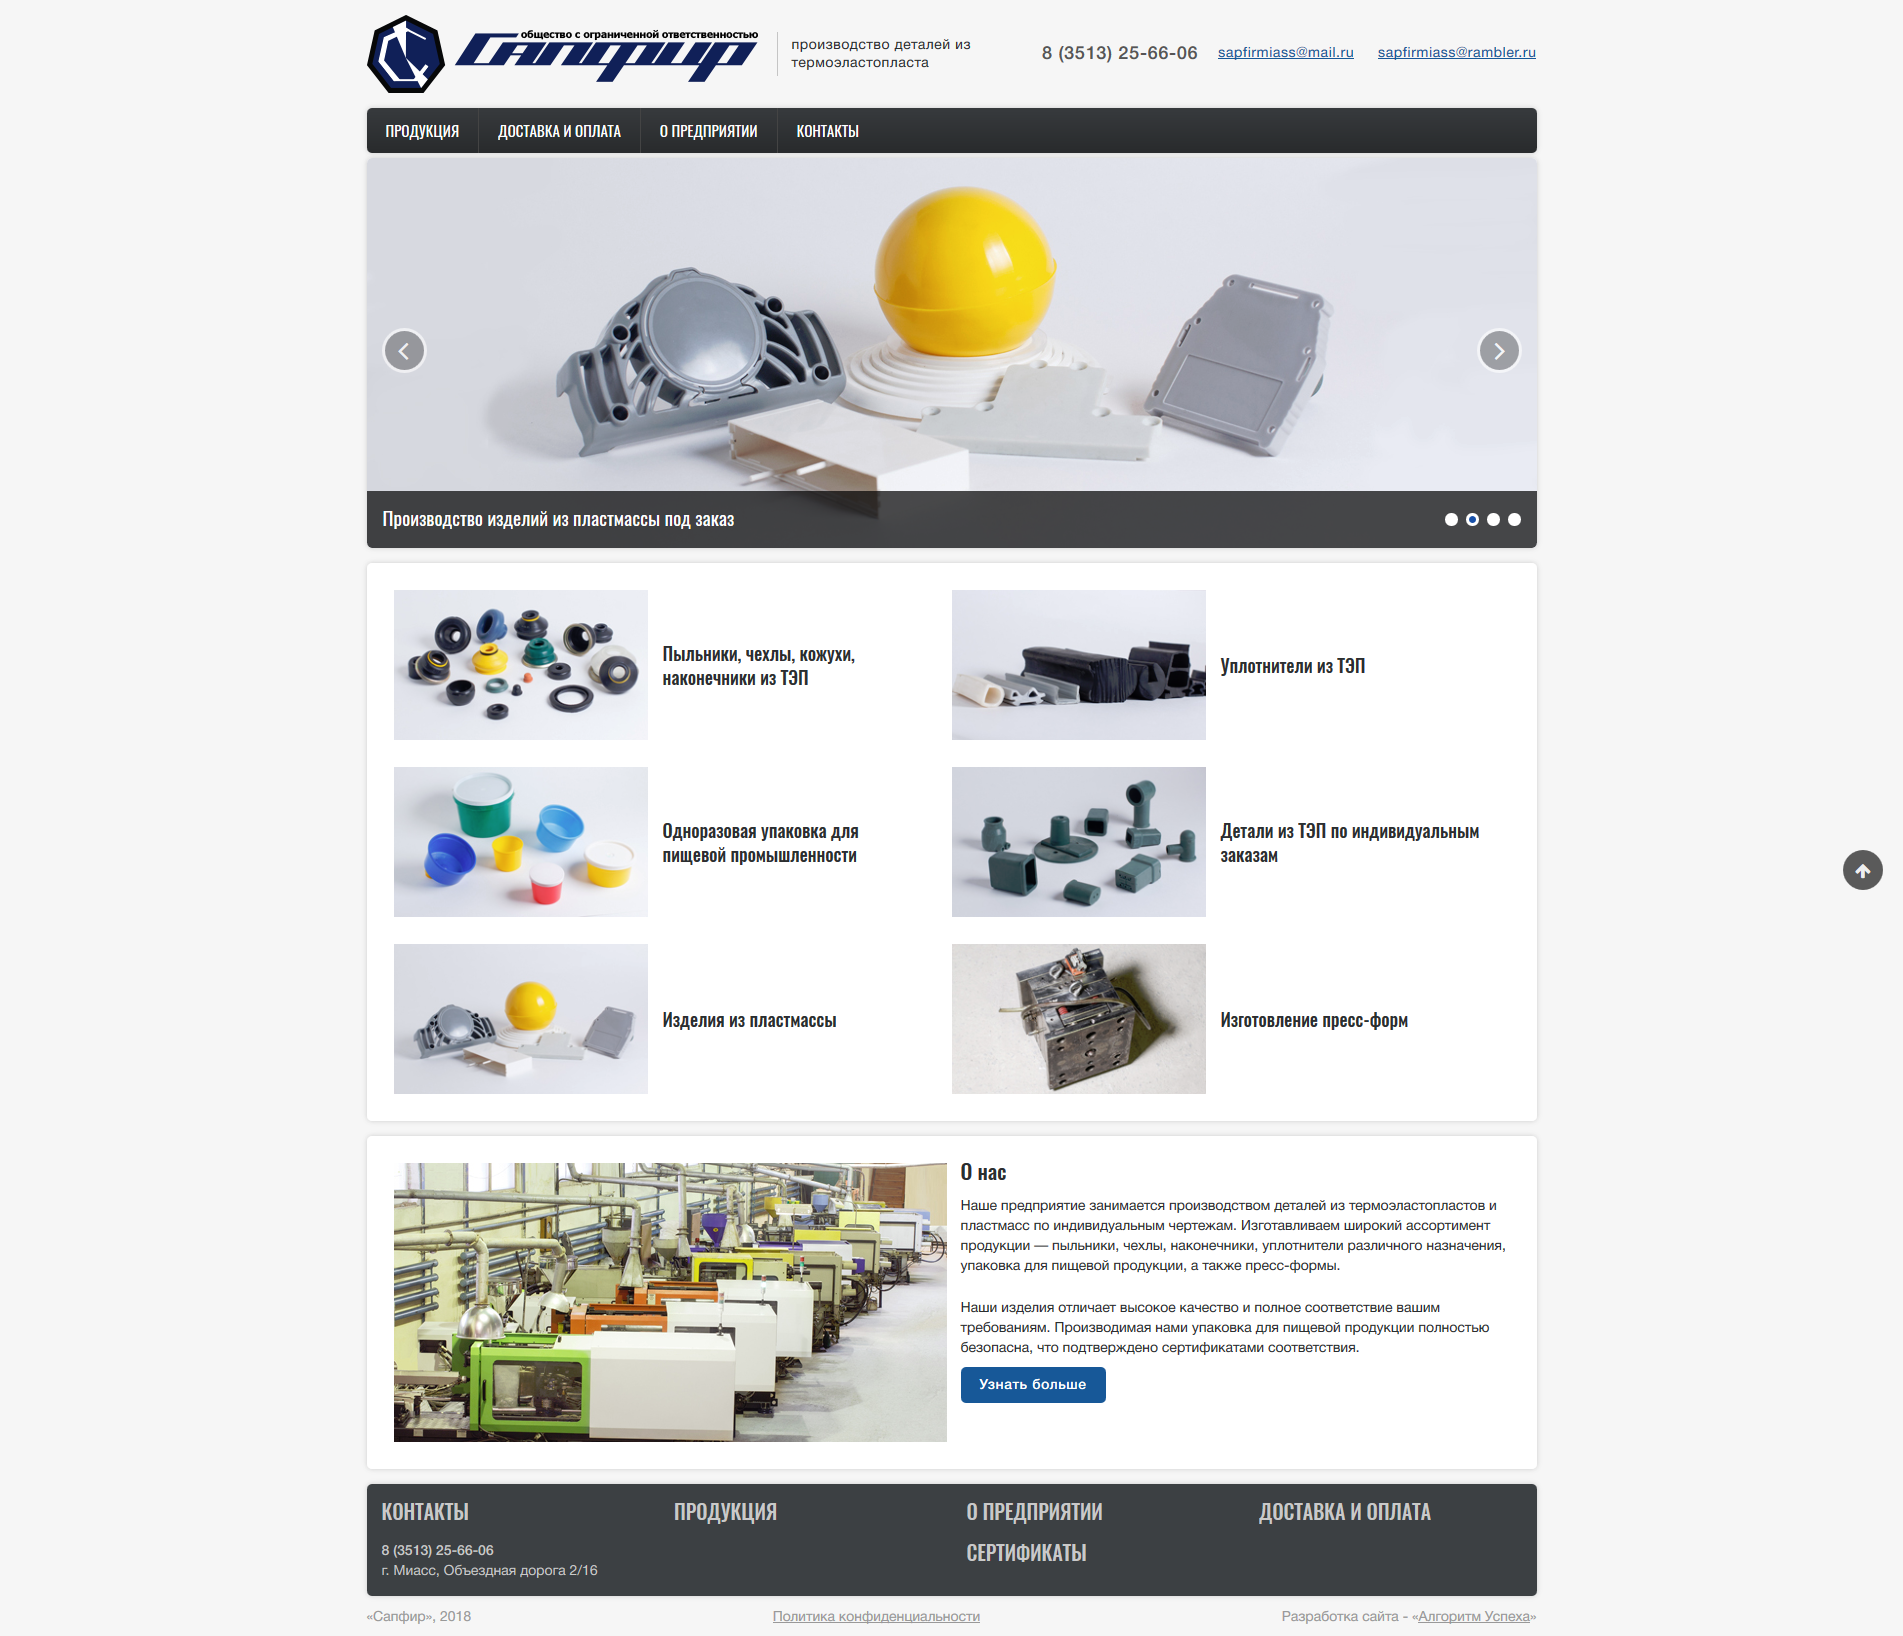 общество с ограниченной ответственностью
Сапфир
производство деталей из
термоэластопласта
8 (3513) 25-66-06
sapfirmiass@mail.ru
sapfirmiass@rambler.ru
ПРОДУКЦИЯ
ДОСТАВКА И ОПЛАТА
О ПРЕДПРИЯТИИ
КОНТАКТЫ
Производство изделий из пластмассы под заказ
Пыльники, чехлы, кожухи,
наконечники из ТЭП
Уплотнители из ТЭП
Одноразовая упаковка для
пищевой промышленности
Детали из ТЭП по индивидуальным
заказам
Изделия из пластмассы
Изготовление пресс-форм
О нас
Наше предприятие занимается производством деталей из термоэластопластов и
пластмасс по индивидуальным чертежам. Изготавливаем широкий ассортимент
продукции — пыльники, чехлы, наконечники, уплотнители различного назначения,
упаковка для пищевой продукции, а также пресс-формы.
Наши изделия отличает высокое качество и полное соответствие вашим
требованиям. Производимая нами упаковка для пищевой продукции полностью
безопасна, что подтверждено сертификатами соответствия.
Узнать больше
КОНТАКТЫ
8 (3513) 25-66-06
г. Миасс, Объездная дорога 2/16
ПРОДУКЦИЯ
О ПРЕДПРИЯТИИ
СЕРТИФИКАТЫ
ДОСТАВКА И ОПЛАТА
«Сапфир», 2018
Политика конфиденциальности
Разработка сайта - «Алгоритм Успеха»